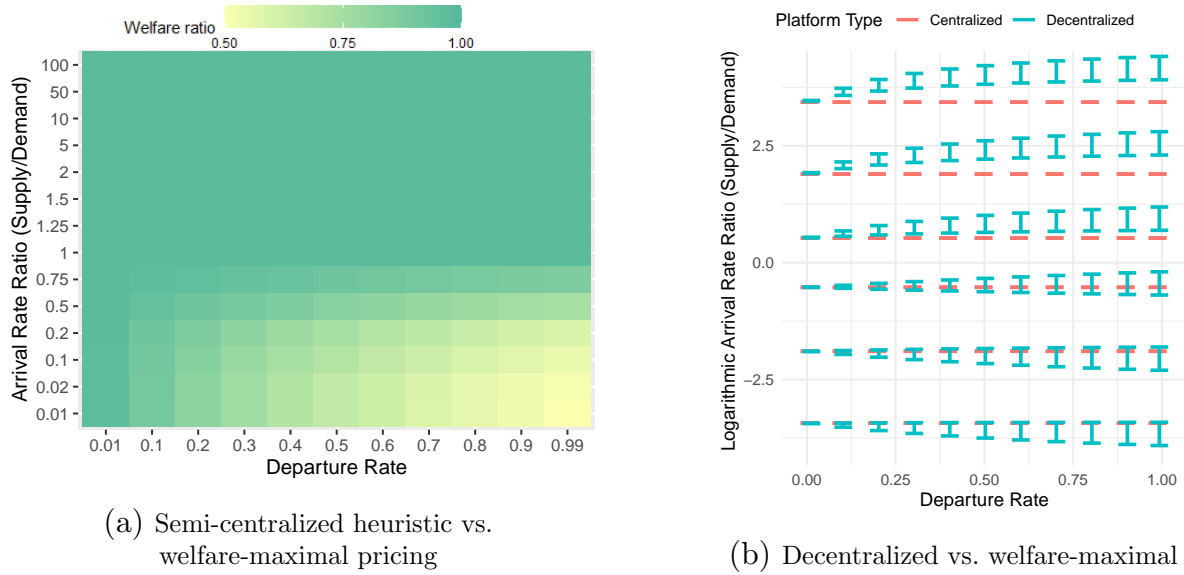 Welfare ratio
0.50 0.75 1.00
Arrival Rate Ratio (Supply/Demand)
100
50
10
5
2
1.5
1.25
1
0.75
0.5
0.2
0.1
0.02
0.01
0.01 0.1 0.2 0.3 0.4 0.5 0.6 0.7 0.8 0.9 0.99
Departure Rate
(a) Semi-centralized heuristic vs.
welfare-maximal pricing
Platform Type Centralized Decentralized
Logarithmic Arrival Rate Ratio (Supply/Demand)
2.5
0.0
−2.5
0.00 0.25 0.50 0.75 1.00
Departure Rate
(b) Decentralized vs. welfare-maximal